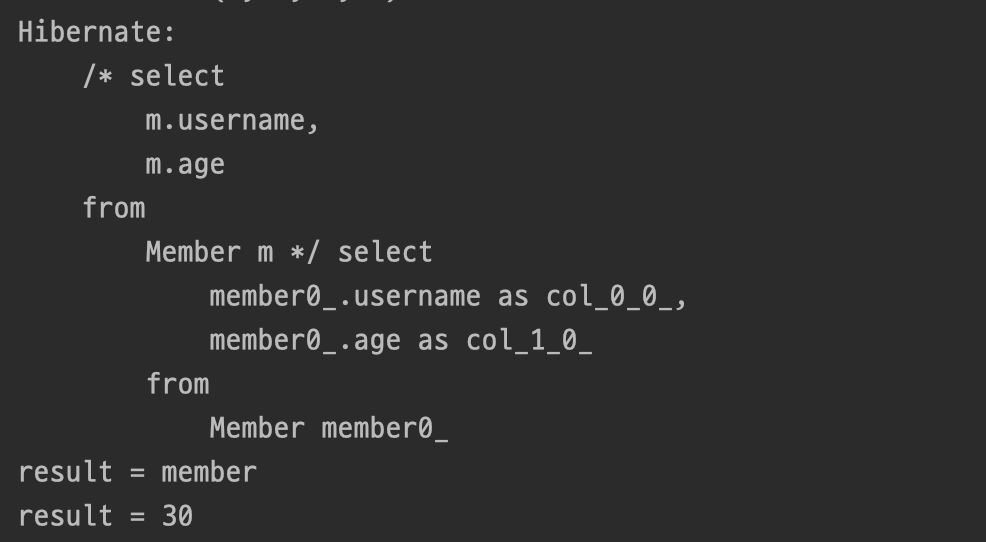 Hibernate:
    /* select
        m.username,
        m.age
    from
        Member m */ select
            member0_.username as col_0_0_,
            member0_.age as col_1_0_
        from
            Member member0_
result = member
result = 30